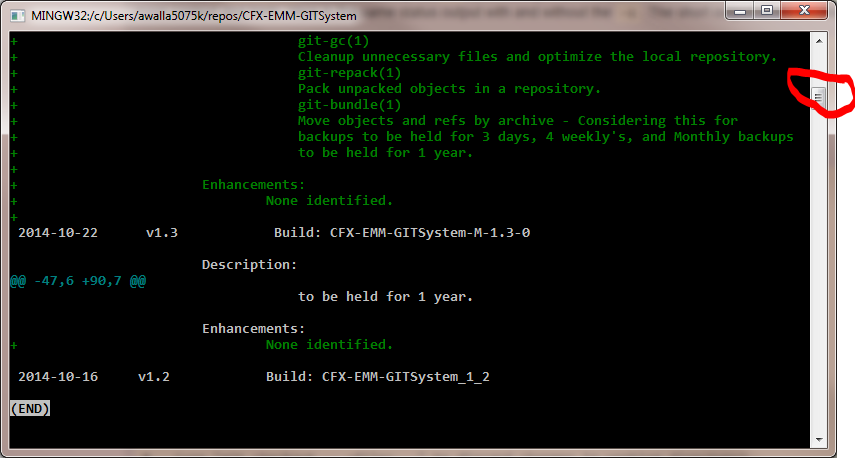 MINGW32:/c/Users/awalla5075k/repos/CFX-EMM-GITSystem
+ git-gc(1)
+ Cleanup unnecessary files and optimize the local repository.
+ git-repack(1)
+ Pack unpacked objects in a repository.
+ git-bundle(1)
+ Move objects and refs by archive - Considering this for
+ backups to be held for 3 days, 4 weekly's, and Monthly backups
+ to be held for 1 year.
+
+ Enhancements:
+ None identified.
+
2014-10-22 v1.3 Build: CFX-EMM-GITSystem-M-1.3-0
Description:
@@ -47,6 +90,7 @@
to be held for 1 year.
Enhancements:
+ None identified.
2014-10-16 v1.2 Build: CFX-EMM-GITSystem_1_2
(END)